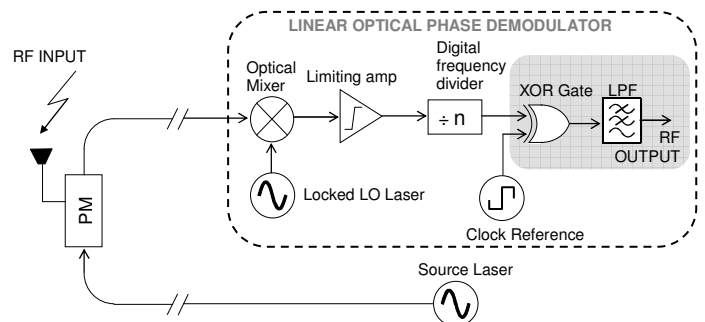 LINEAR OPTICAL PHASE DEMODULATOR
RF INPUT
Optical
Mixer
Limiting amp
Digital
frequency
divider
÷ n
XOR Gate
LPF
RF
OUTPUT
Locked LO Laser
Clock Reference
PM
Source Laser